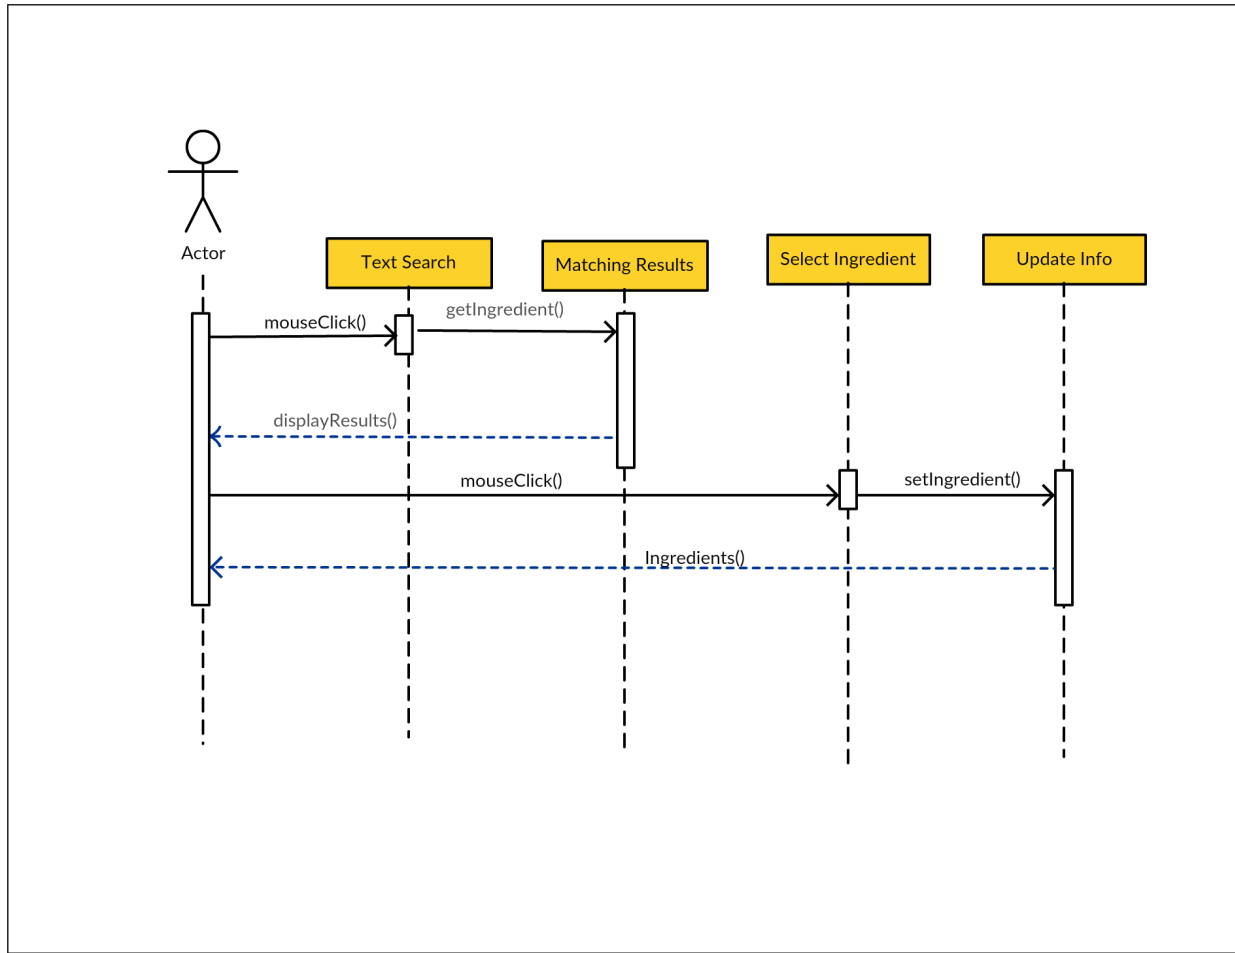 Actor
Text Search
Matching Results
Select Ingredient
Update Info
mouseClick()
getIngredient()
displayResults()
mouseClick()
setIngredient()
Ingredients()